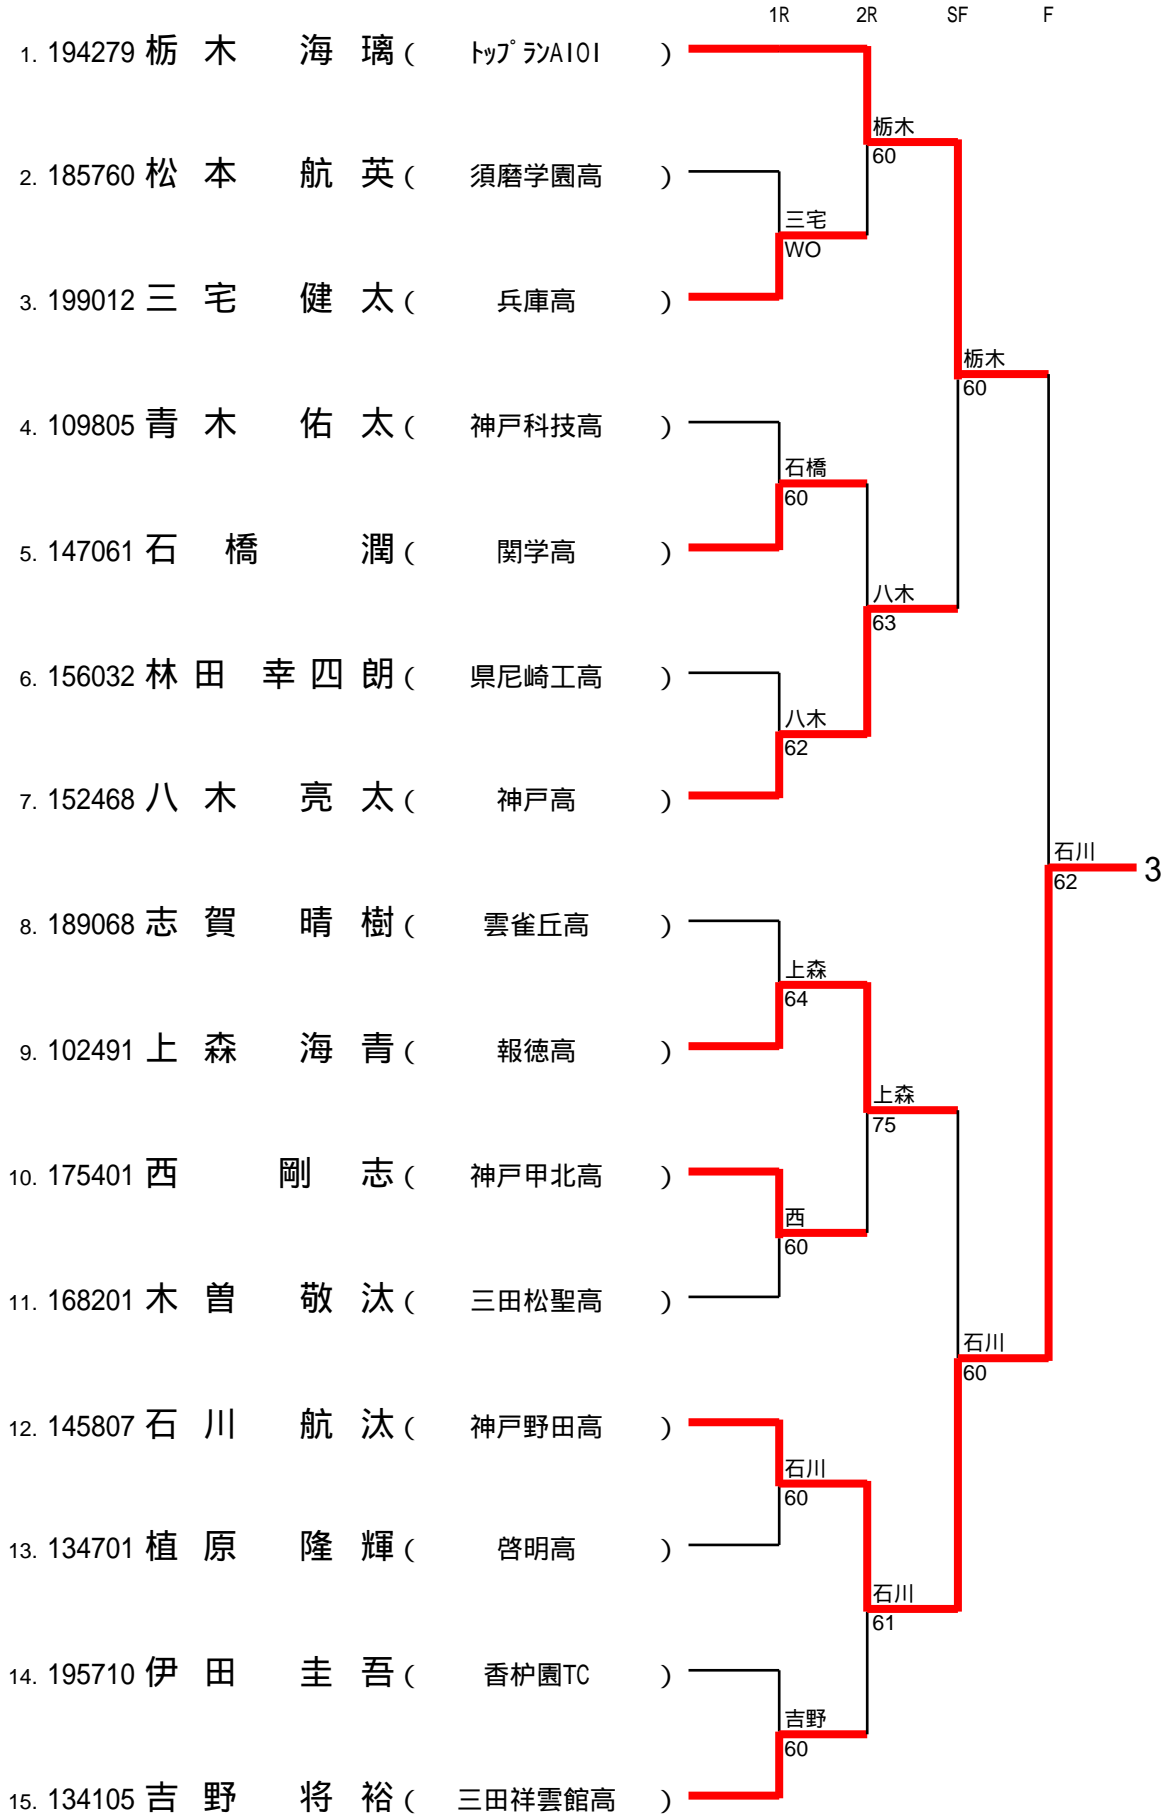 1R 2R SF F
1. 194279 栃木 海璃 ( トップランAIOI )
栃木
60
2. 185760 松本 航英 ( 須磨学園高 )
三宅
WO
3. 199012 三宅 健太 ( 兵庫高 )
栃木
60
4. 109805 青木 佑太 ( 神戸科技高 )
石橋
60
5. 147061 石橋 潤 ( 関学高 )
八木
63
6. 156032 林田 幸四朗 ( 県尼崎工高 )
八木
62
7. 152468 八木 亮太 ( 神戸高 )
石川
62
3
8. 189068 志賀 晴樹 ( 雲雀丘高 )
上森
64
9. 102491 上森 海青 ( 報徳高 )
上森
75
10. 175401 西 剛志 ( 神戸甲北高 )
西
60
11. 168201 木曽 敬汰 ( 三田松聖高 )
石川
60
12. 145807 石川 航汰 ( 神戸野田高 )
石川
60
13. 134701 植原 隆輝 ( 啓明高 )
石川
61
14. 195710 伊田 圭吾 ( 香枦園TC )
吉野
60
15. 134105 吉野 将裕 ( 三田祥雲館高 )